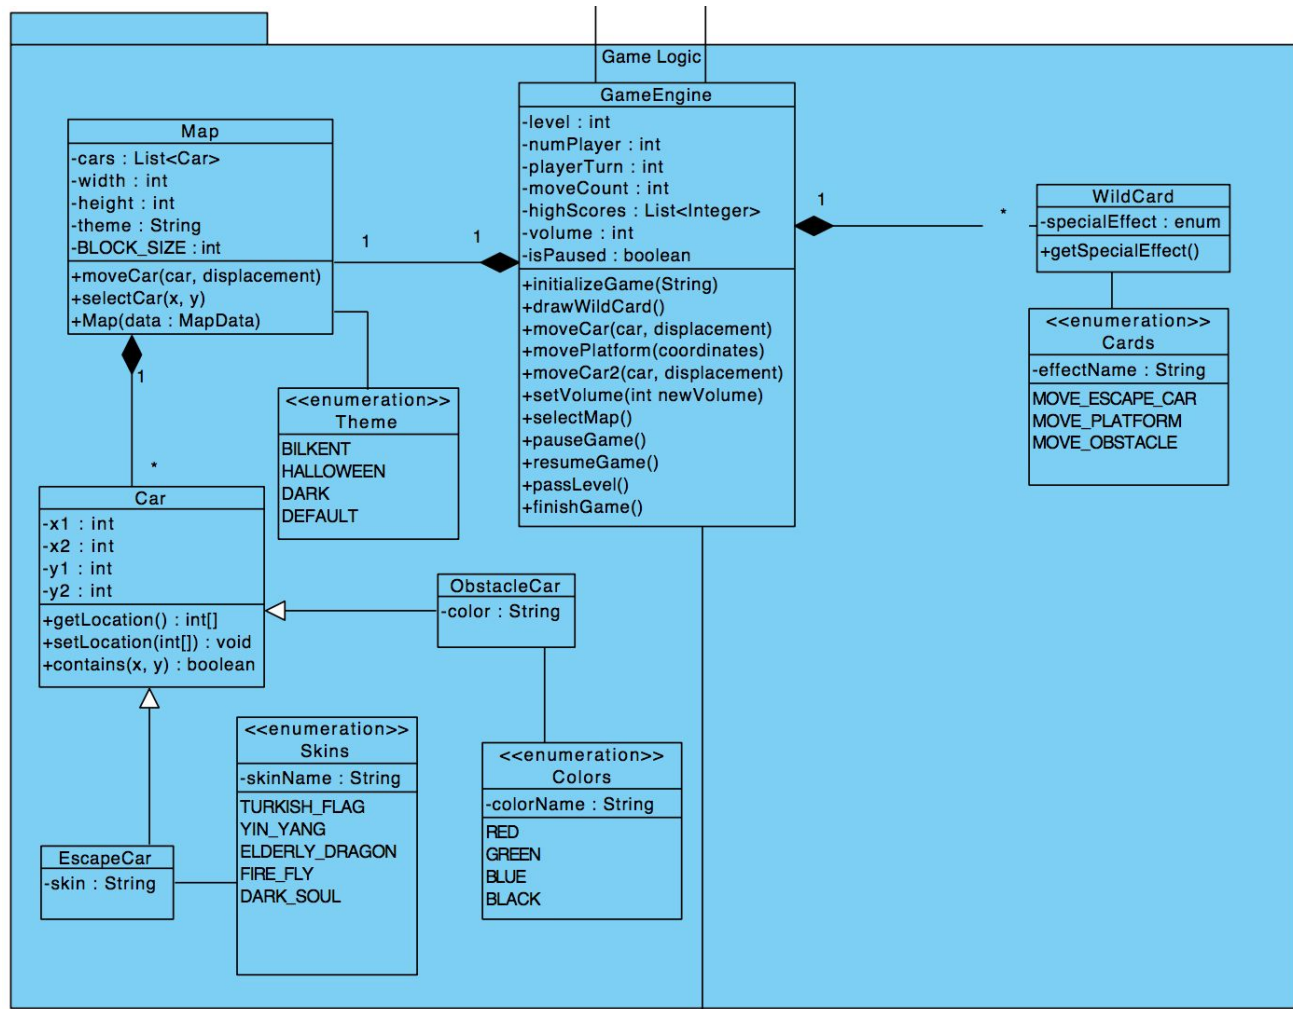 Game Logic
GameEngine
-level : int
-numPlayer : int
-playerTurn : int
-moveCount : int
-highScores : List<Integer>
-volume : int
-isPaused : boolean
+initializeGame(String)
+drawWildCard()
+moveCar(car, displacement)
+movePlatform(coordinates)
+moveCar2(car, displacement)
+setVolume(int newVolume)
+selectMap()
+pauseGame()
+resumeGame()
+passLevel()
+finishGame()
Map
-cars : List<Car>
-width : int
-height : int
-theme : String
-BLOCK_SIZE : int
+moveCar(car, displacement)
+selectCar(x, y)
+Map(data : MapData)
1
1
1
*
WildCard
-specialEffect : enum
+getSpecialEffect()
<<enumeration>>
Cards
-effectName : String
MOVE_ESCAPE_CAR
MOVE_PLATFORM
MOVE_OBSTACLE
1
*
<<enumeration>>
Theme
BILKENT
HALLOWEEN
DARK
DEFAULT
Car
-x1 : int
-x2 : int
-y1 : int
-y2 : int
+getLocation() : int[]
+setLocation(int[]) : void
+contains(x, y) : boolean
ObstacleCar
-color : String
<<enumeration>>
Skins
-skinName : String
TURKISH_FLAG
YIN_YANG
ELDERLY_DRAGON
FIRE_FLY
DARK_SOUL
<<enumeration>>
Colors
-colorName : String
RED
GREEN
BLUE
BLACK
EscapeCar
-skin : String